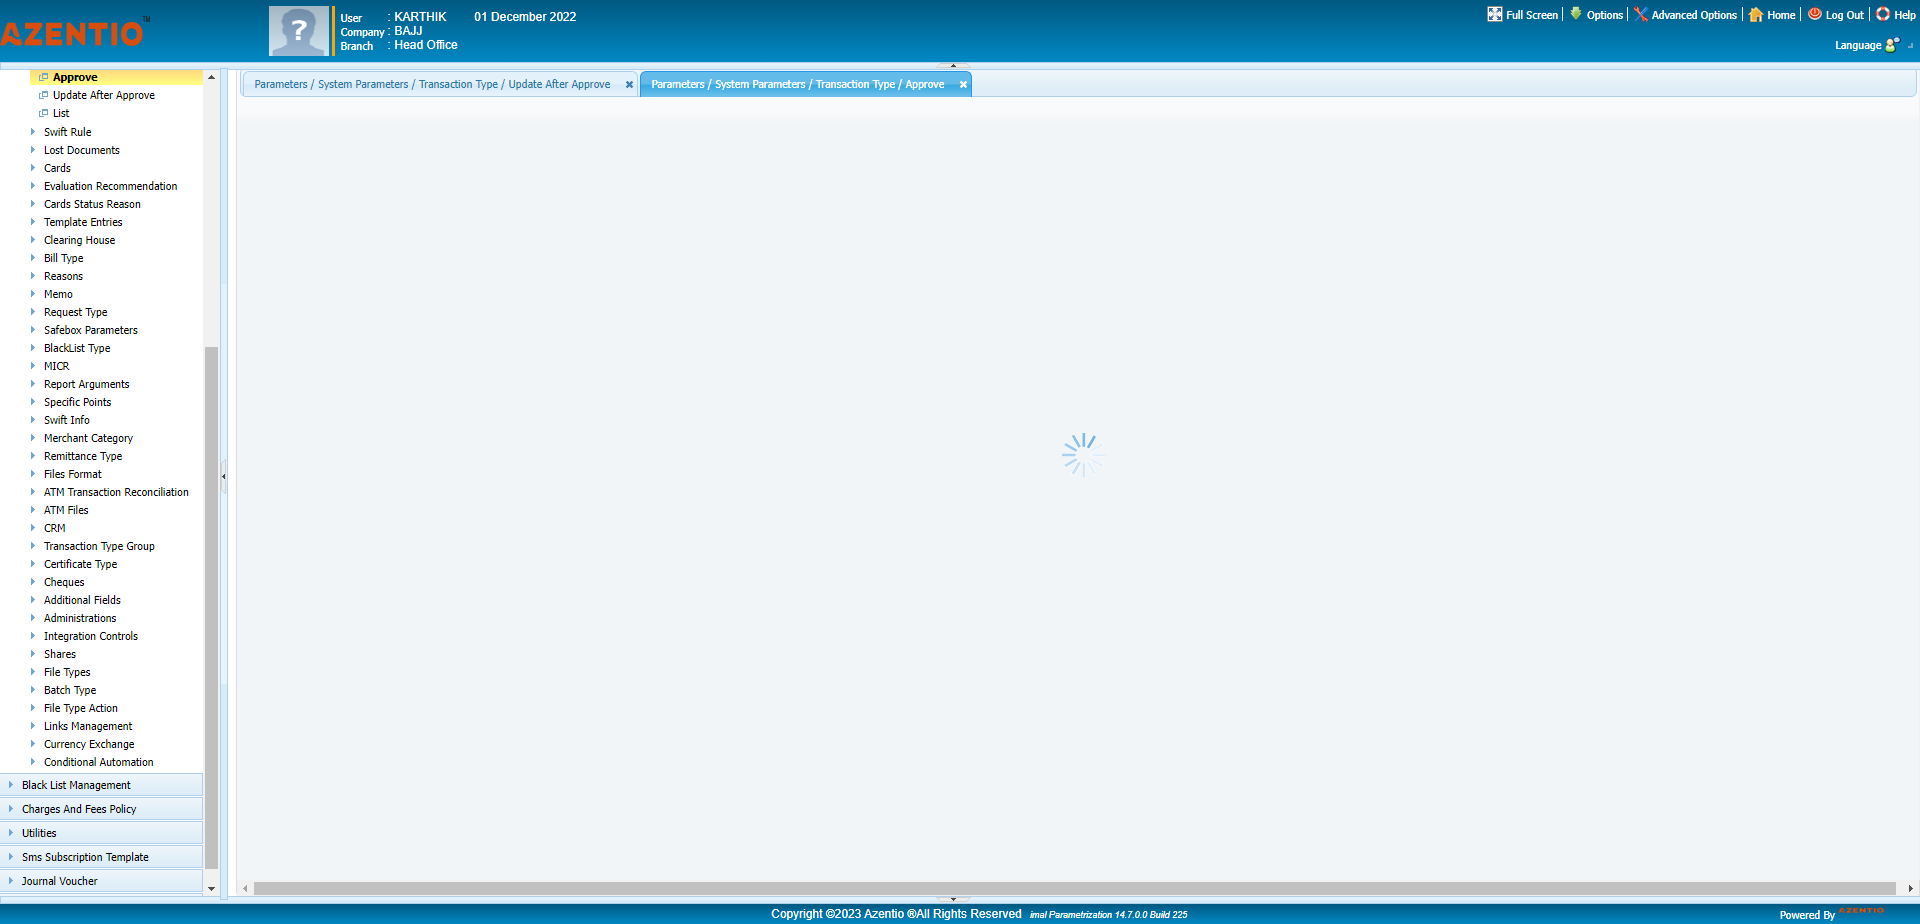 AZENTIO TM
User : KARTHIK 01 December 2022
Company : BAJJ
Branch : Head Office
Full Screen Options Advanced Options Home Log Out Help
Language
Approve
Update After Approve
List
Swift Rule
Lost Documents
Cards
Evaluation Recommendation
Cards Status Reason
Template Entries
Clearing House
Bill Type
Reasons
Memo
Request Type
Safebox Parameters
BlackList Type
MICR
Report Arguments
Specific Points
Swift Info
Merchant Category
Remittance Type
Files Format
ATM Transaction Reconciliation
ATM Files
CRM
Transaction Type Group
Certificate Type
Cheques
Additional Fields
Administrations
Integration Controls
Shares
File Types
Batch Type
File Type Action
Links Management
Currency Exchange
Conditional Automation
Black List Management
Charges And Fees Policy
Utilities
Sms Subscription Template
Journal Voucher
Parameters / System Parameters / Transaction Type / Update After Approve
Parameters / System Parameters / Transaction Type / Approve
Copyright ©2023 Azentio ®All Rights Reserved imal Parametrization 14.7.0.0 Build 225
Powered By AZENTIO